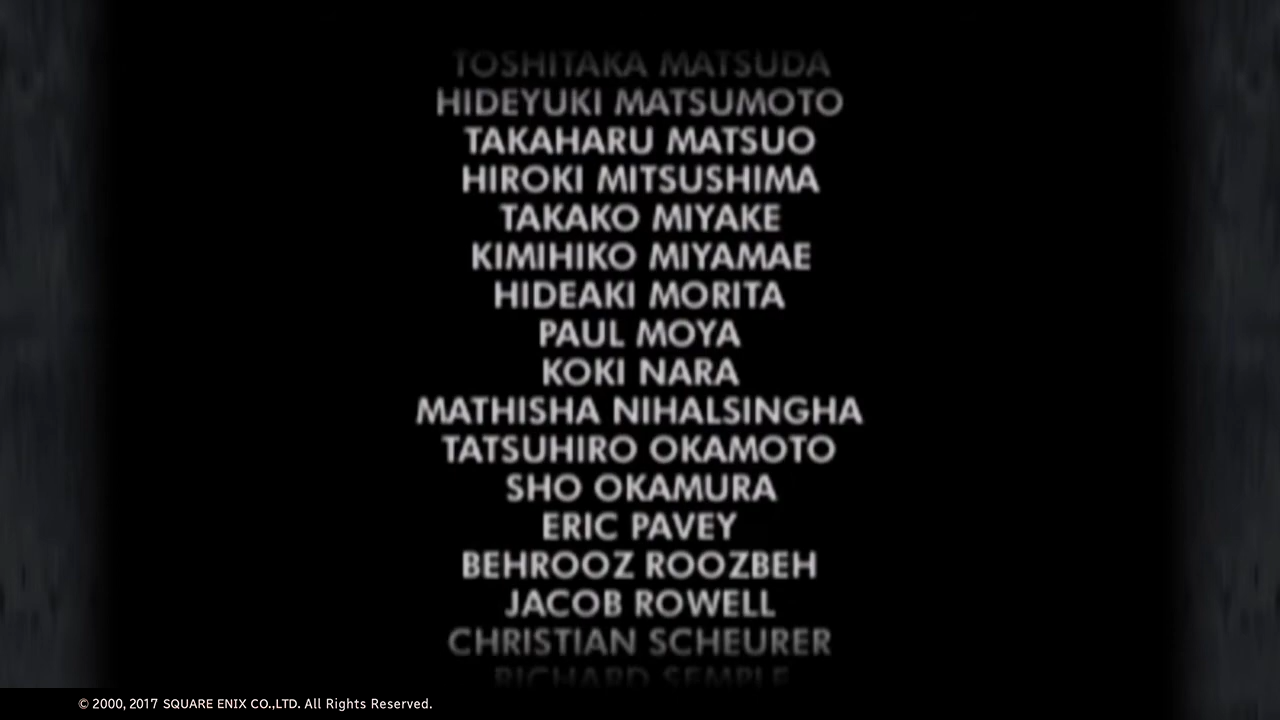 TOSHITAKA MATSUDA
HIDEYUKI MATSUMOTO
TAKAHARU MATSUO
HIROKI MITSUSHIMA
TAKAKO MIYAKE
KIMIHIKO MIYAMAE
HIDEAKI MORITA
PAUL MOYA
KOKI NARA
MATHISHA NIHALSINGHA
TATSUHIRO OKAMOTO
SHO OKAMURA
ERIC PAVEY
BEHROOZ ROOZBEH
JACOB ROWELL
CHRISTIAN SCHEURER
RICHARD SEMPLE
© 2000, 2017 SQUARE ENIX CO.,LTD. All Rights Reserved.